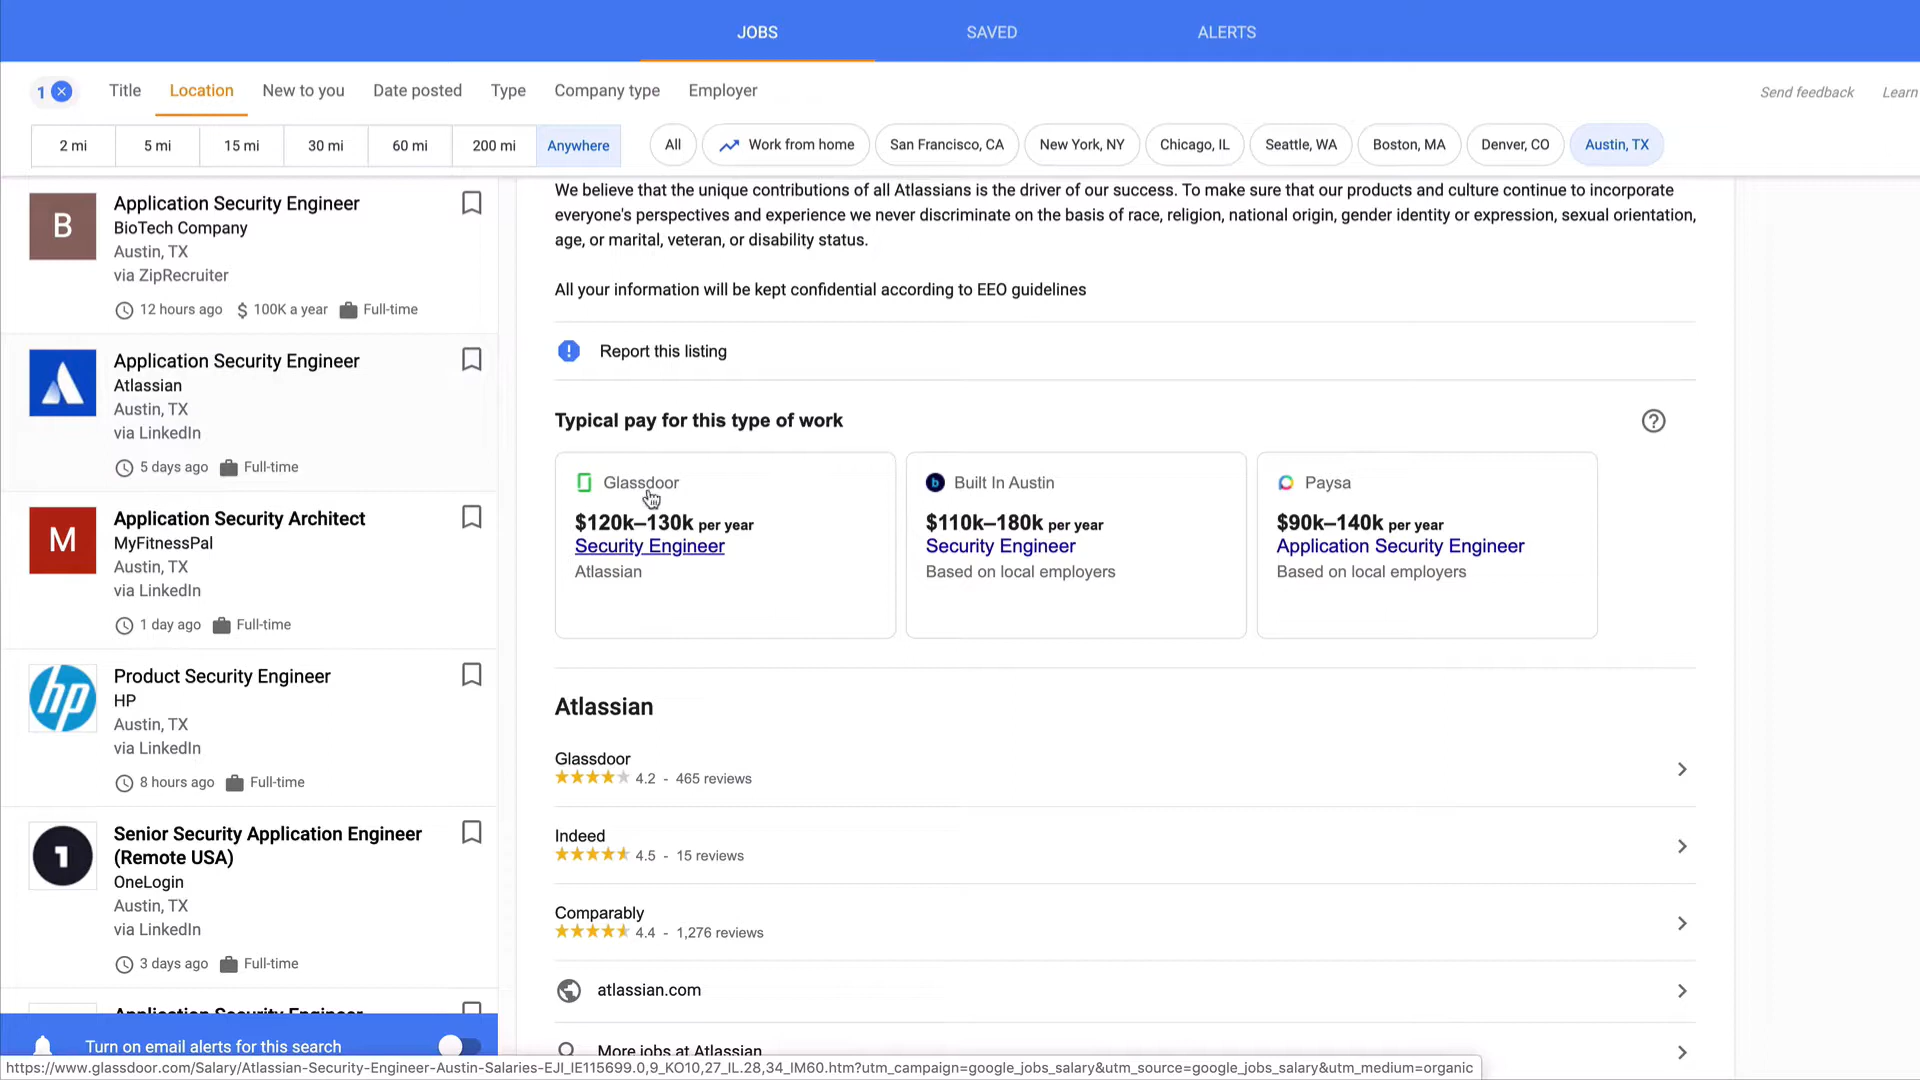 JOBS
SAVED
ALERTS
1
Title
Location
New to you
Date posted
Type
Company type
Employer
Send feedback
Learn
2 mi
5 mi
15 mi
30 mi
60 mi
200 mi
Anywhere
All
Work from home
San Francisco, CA
New York, NY
Chicago, IL
Seattle, WA
Boston, MA
Denver, CO
Austin, TX
B
Application Security Engineer
BioTech Company
Austin, TX
via ZipRecruiter
12 hours ago
100K a year
Full-time
Application Security Engineer
Atlassian
Austin, TX
via LinkedIn
5 days ago
Full-time
M
Application Security Architect
MyFitnessPal
Austin, TX
via LinkedIn
1 day ago
Full-time
hp
Product Security Engineer
HP
Austin, TX
via LinkedIn
8 hours ago
Full-time
1
Senior Security Application Engineer
(Remote USA)
OneLogin
Austin, TX
via LinkedIn
3 days ago
Full-time
Application Security Engineer
Turn on email alerts for this search
We believe that the unique contributions of all Atlassians is the driver of our success. To make sure that our products and culture continue to incorporate
everyone's perspectives and experience we never discriminate on the basis of race, religion, national origin, gender identity or expression, sexual orientation,
age, or marital, veteran, or disability status.
All your information will be kept confidential according to EEO guidelines
Report this listing
Typical pay for this type of work
Glassdoor
$120k–130k per year
Security Engineer
Atlassian
b
Built In Austin
$110k–180k per year
Security Engineer
Based on local employers
Paysa
$90k–140k per year
Application Security Engineer
Based on local employers
Atlassian
Glassdoor
4.2 - 465 reviews
Indeed
4.5 - 15 reviews
Comparably
4.4 - 1,276 reviews
atlassian.com
More jobs at Atlassian
https://www.glassdoor.com/Salary/Atlassian-Security-Engineer-Austin-Salaries-EJI_IE115699.0,9_KO10,27_IL.28,34_IM60.htm?utm_campaign=google_jobs_salary&utm_source=google_jobs_salary&utm_medium=organic